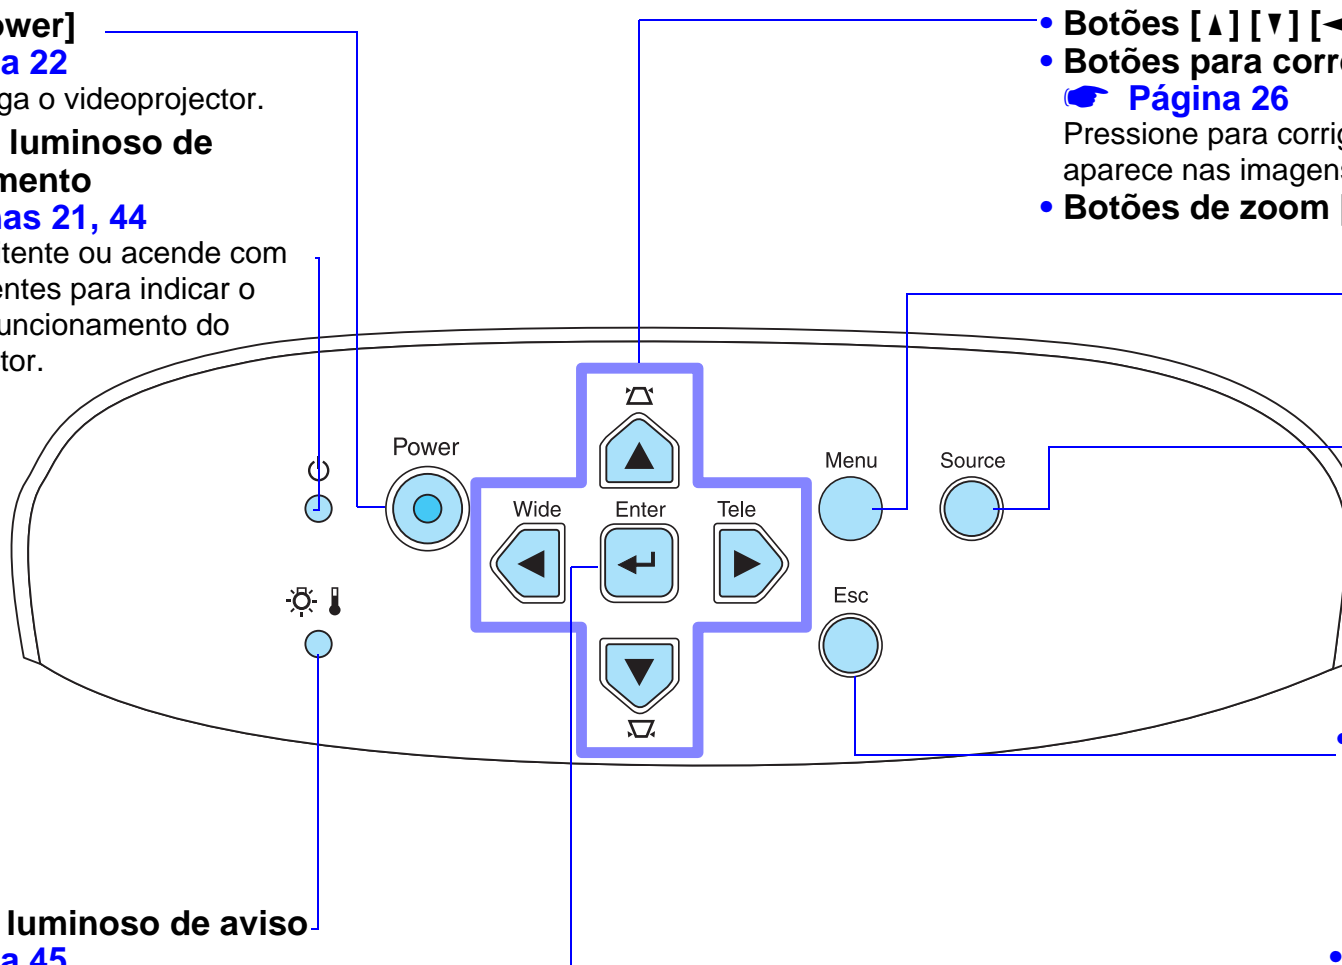 ower]
a 22
ga o videoprojector.
luminoso de
mento
nas 21, 44
tente ou acende com
entes para indicar o
uncionamento do
tor.
• Botões [▲] [▼] [◄
• Botões para corr
☛ Página 26
Pressione para corrig
aparece nas imagens
• Botões de zoom [
Power
Menu
Source
Wide
Enter
Tele
Esc
luminoso de aviso
a 45